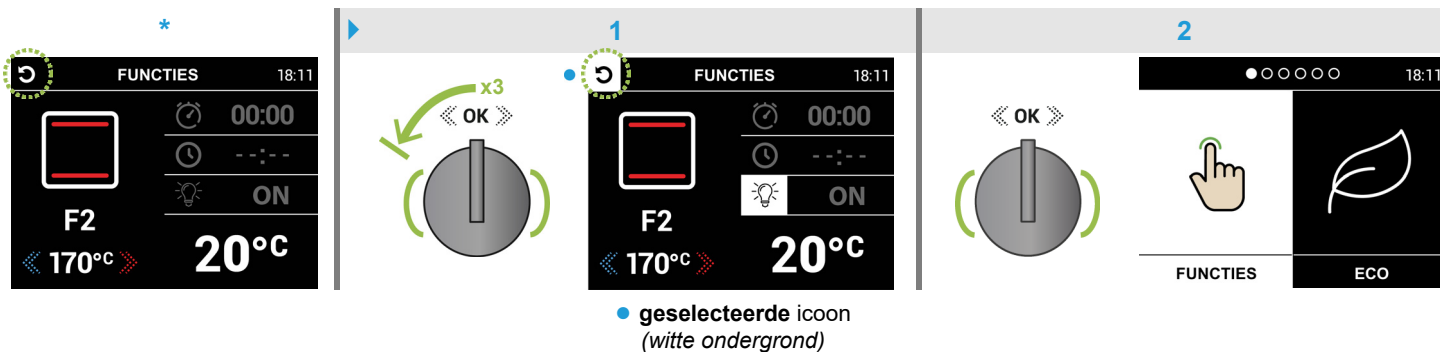 *
1
2
FUNCTIES 18:11
00:00
--:--
ON
F2
170°C
20°C
x3
OK
FUNCTIES 18:11
00:00
--:--
ON
F2
170°C
20°C
geselecteerde icoon
(witte ondergrond)
OK
18:11
FUNCTIES
ECO